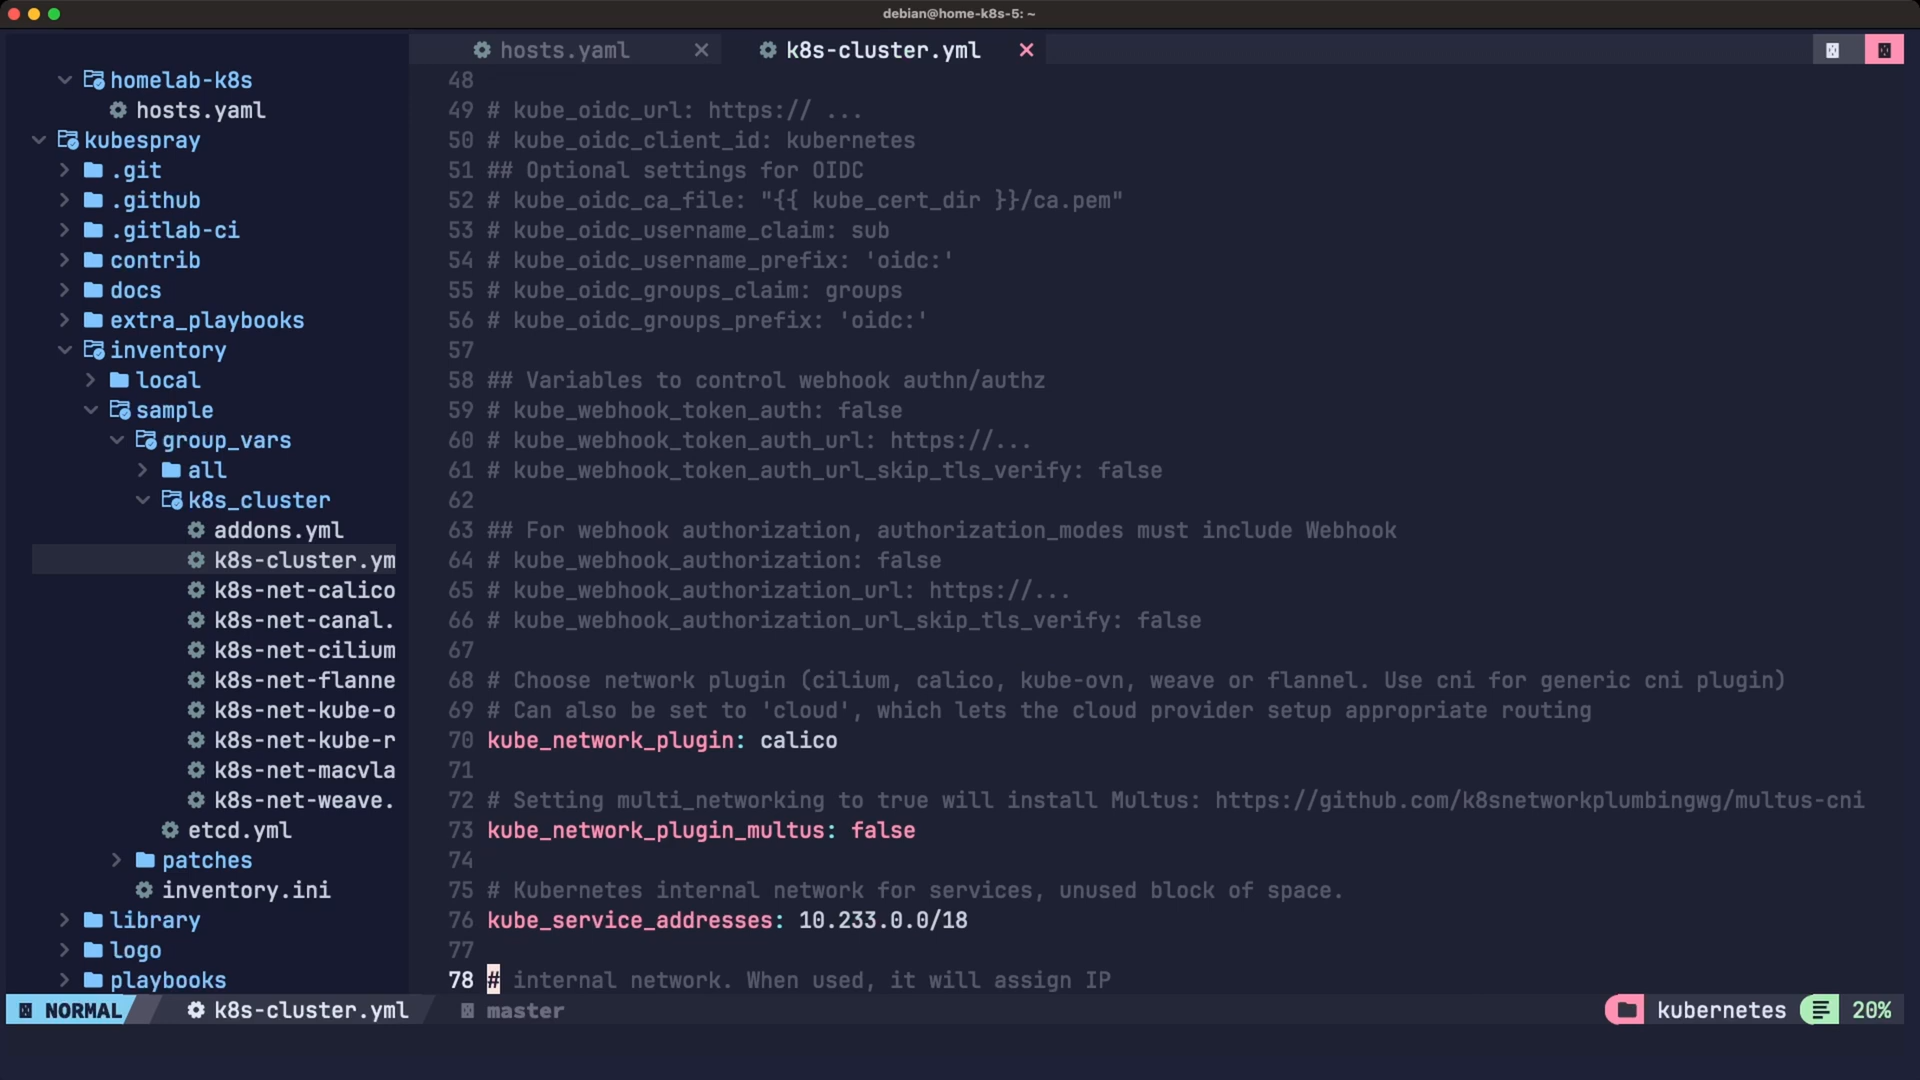 debian@home-k8s-5: ~
hosts.yaml
k8s-cluster.yml
homelab-k8s
hosts.yaml
kubespray
.git
.github
.gitlab-ci
contrib
docs
extra_playbooks
inventory
local
sample
group_vars
all
k8s_cluster
addons.yml
k8s-cluster.ym
k8s-net-calico
k8s-net-canal.
k8s-net-cilium
k8s-net-flanne
k8s-net-kube-o
k8s-net-kube-r
k8s-net-macvla
k8s-net-weave.
etcd.yml
patches
inventory.ini
library
logo
playbooks
48
49 # kube_oidc_url: https:// ...
50 # kube_oidc_client_id: kubernetes
51 ## Optional settings for OIDC
52 # kube_oidc_ca_file: "{{ kube_cert_dir }}/ca.pem"
53 # kube_oidc_username_claim: sub
54 # kube_oidc_username_prefix: 'oidc:'
55 # kube_oidc_groups_claim: groups
56 # kube_oidc_groups_prefix: 'oidc:'
57
58 ## Variables to control webhook authn/authz
59 # kube_webhook_token_auth: false
60 # kube_webhook_token_auth_url: https://...
61 # kube_webhook_token_auth_url_skip_tls_verify: false
62
63 ## For webhook authorization, authorization_modes must include Webhook
64 # kube_webhook_authorization: false
65 # kube_webhook_authorization_url: https://...
66 # kube_webhook_authorization_url_skip_tls_verify: false
67
68 # Choose network plugin (cilium, calico, kube-ovn, weave or flannel. Use cni for generic cni plugin)
69 # Can also be set to 'cloud', which lets the cloud provider setup appropriate routing
70 kube_network_plugin: calico
71
72 # Setting multi_networking to true will install Multus: https://github.com/k8snetworkplumbingwg/multus-cni
73 kube_network_plugin_multus: false
74
75 # Kubernetes internal network for services, unused block of space.
76 kube_service_addresses: 10.233.0.0/18
77
78 # internal network. When used, it will assign IP
NORMAL k8s-cluster.yml master kubernetes 20%